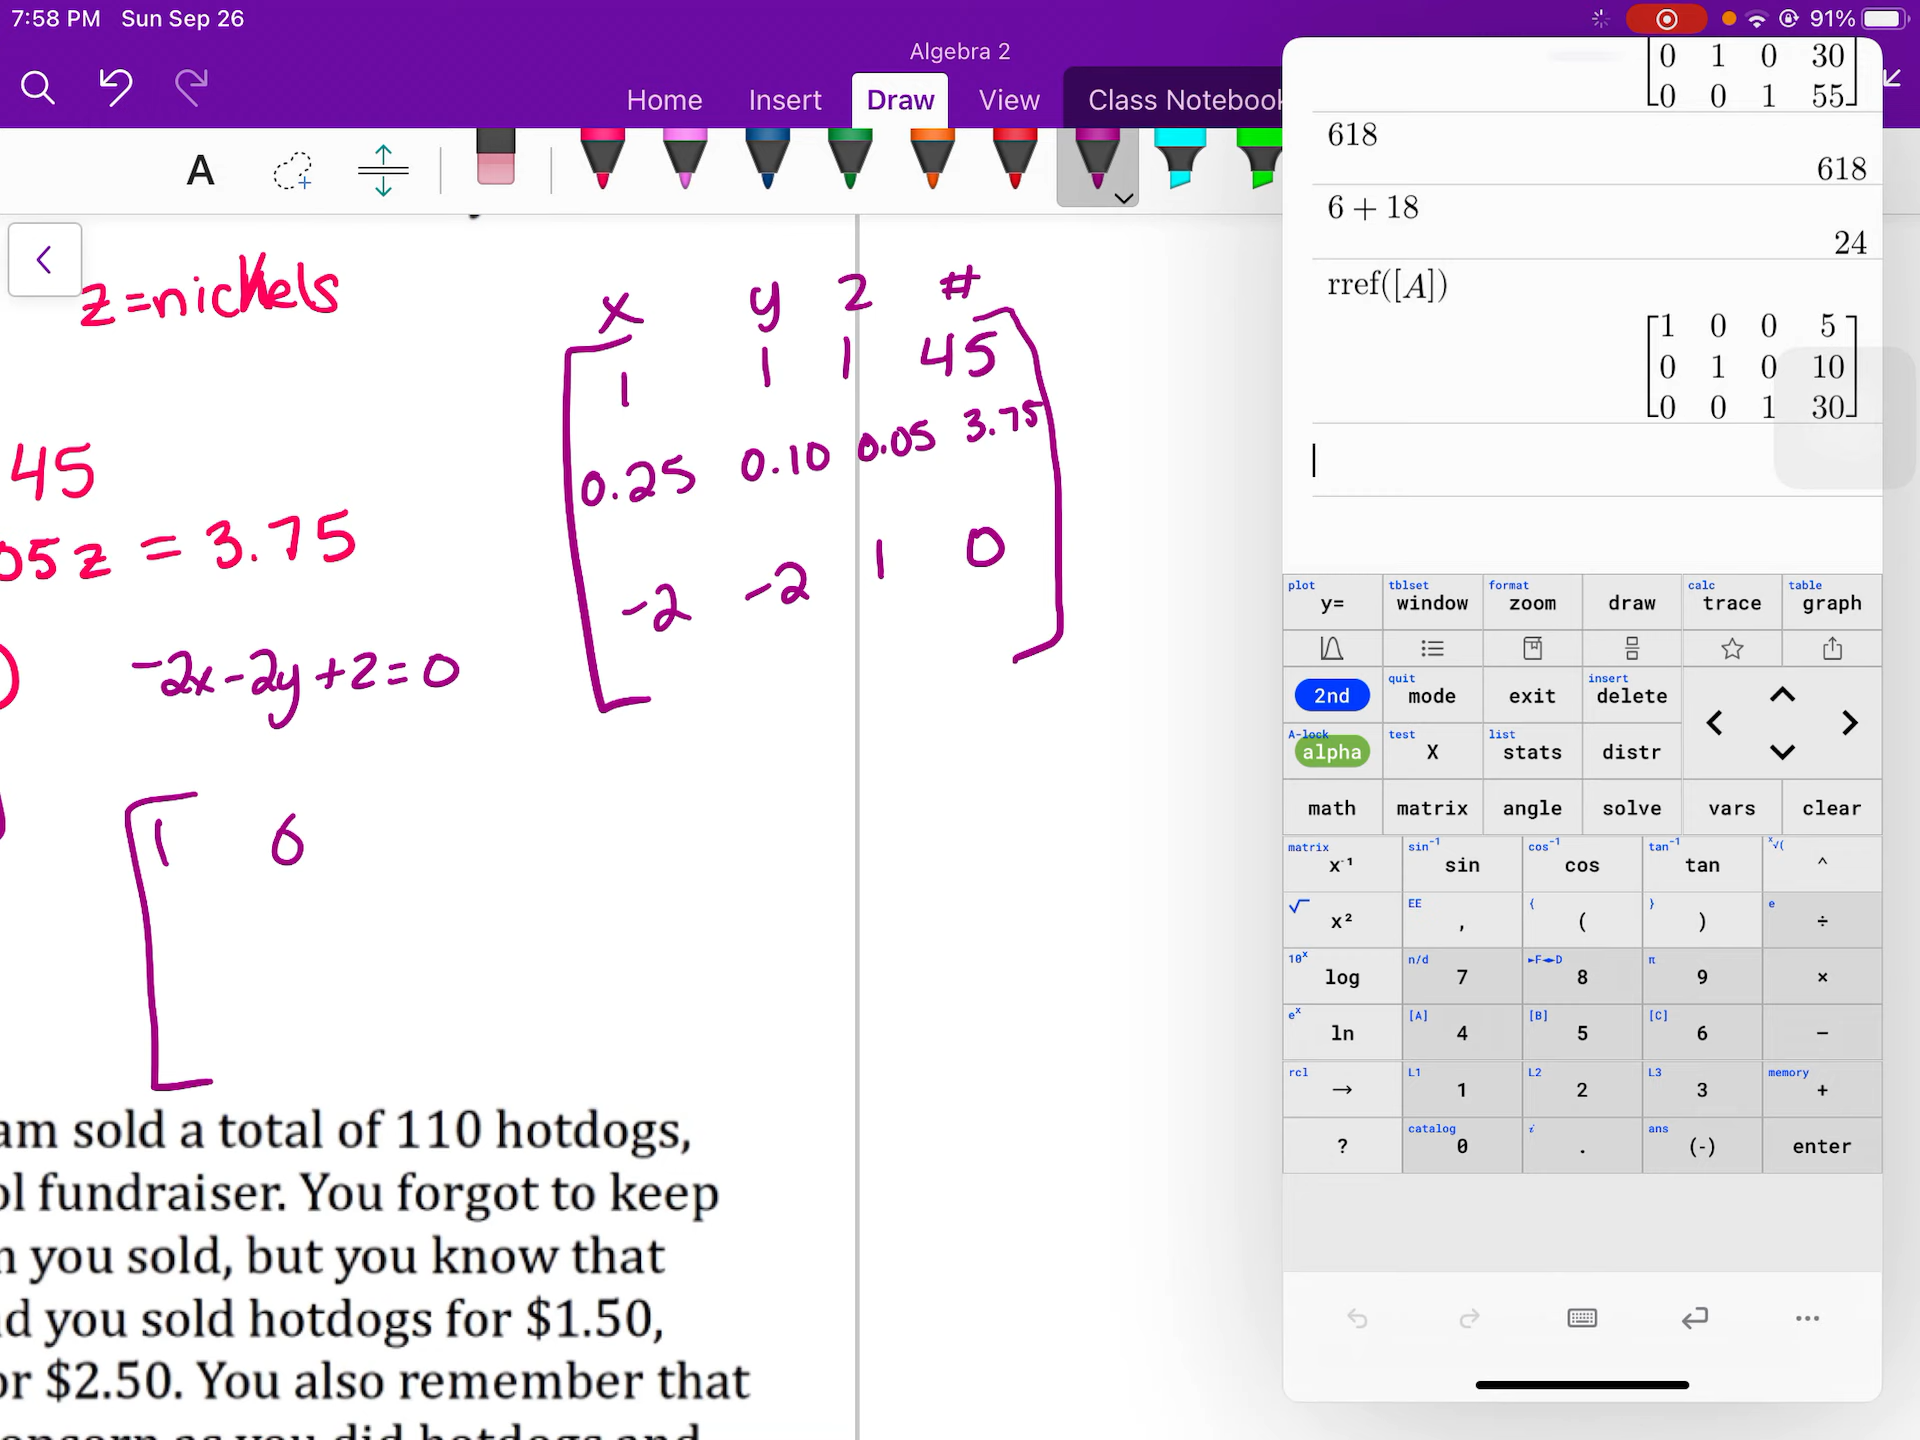 7:58 PM Sun Sep 26
91%
Algebra 2
Home Insert Draw View Class Notebook
A
z=nickels
45
05z = 3.75
-2x-2y+z=0
x y z #
1 1 1 45
0.25 0.10 0.05 3.75
-2 -2 1 0
1 0
am sold a total of 110 hotdogs,
ol fundraiser. You forgot to keep
n you sold, but you know that
d you sold hotdogs for $1.50,
or $2.50. You also remember that
opcorn as you did hotdogs and
0 1 0 30
0 0 1 55
618
618
6 + 18
24
rref([A])
1 0 0 5
0 1 0 10
0 0 1 30
plot tblset format calc table
y= window zoom draw trace graph
quit insert
2nd mode exit delete
A-lock test list
alpha X stats distr
math matrix angle solve vars clear
matrix sin⁻¹ cos⁻¹ tan⁻¹ ˣ√(
x⁻¹ sin cos tan ^
√ EE { } e
x² , ( ) ÷
10ˣ n/d ►F◄►D π
log 7 8 9 ×
eˣ [A] [B] [C]
ln 4 5 6 −
rcl L1 L2 L3 memory
→ 1 2 3 +
catalog i ans
? 0 . (-) enter